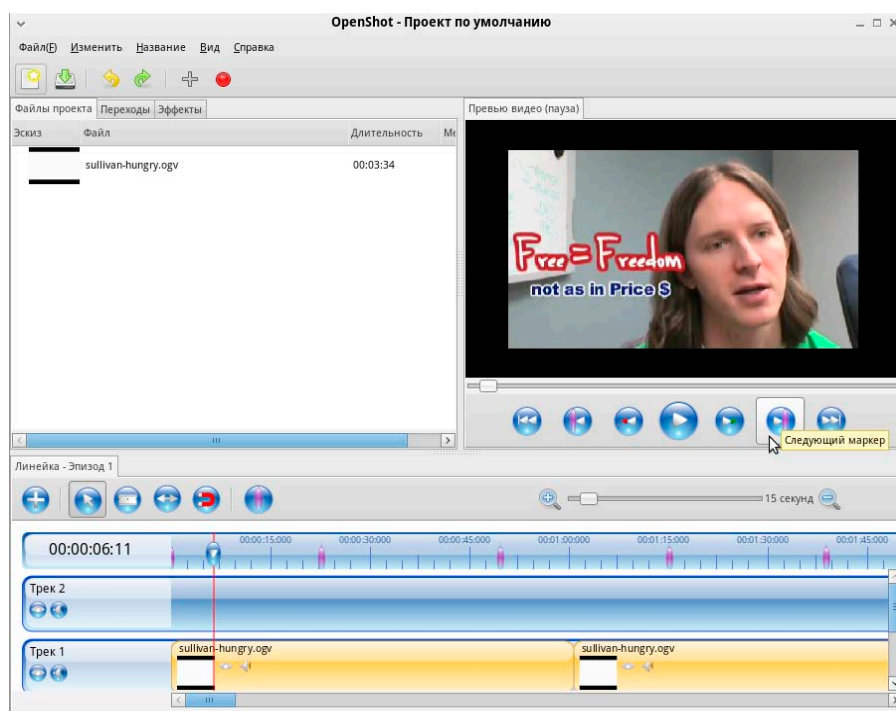 OpenShot - Проект по умолчанию
Файл(F) Изменить Название Вид Справка
Файлы проекта Переходы Эффекты
Эскиз Файл Длительность Ме
sullivan-hungry.ogv 00:03:34
Превью видео (пауза)
Free = Freedom
not as in Price $
Следующий маркер
Линейка - Эпизод 1
15 секунд
00:00:06:11
00:00:15:000 00:00:30:000 00:00:45:000 00:01:00:000 00:01:15:000 00:01:30:000 00:01:45:000
Трек 2
Трек 1
sullivan-hungry.ogv sullivan-hungry.ogv